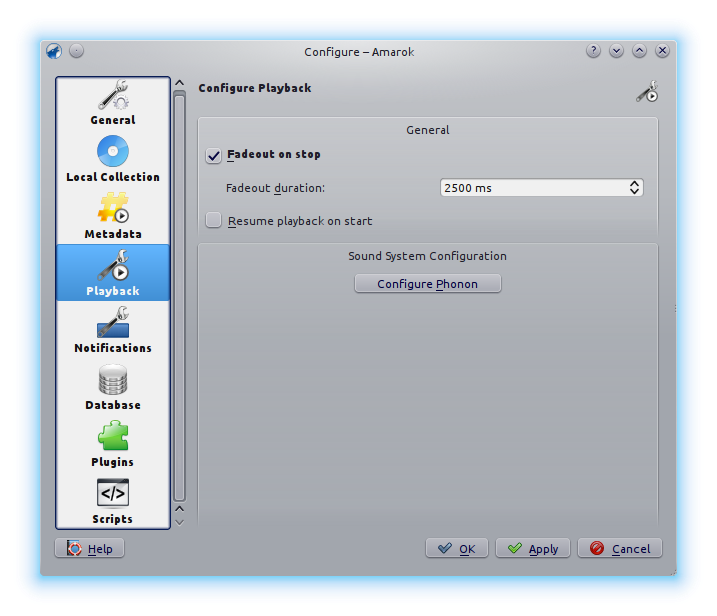 Configure – Amarok
General
Local Collection
Metadata
Playback
Notifications
Database
Plugins
Scripts
Configure Playback
General
Fadeout on stop
Fadeout duration: 2500 ms
Resume playback on start
Sound System Configuration
Configure Phonon
Help OK Apply Cancel